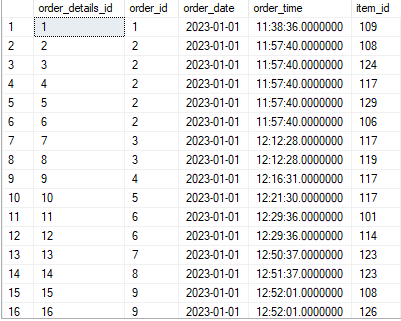 order_details_id order_id order_date order_time item_id
1 1 1 2023-01-01 11:38:36.0000000 109
2 2 2 2023-01-01 11:57:40.0000000 108
3 3 2 2023-01-01 11:57:40.0000000 124
4 4 2 2023-01-01 11:57:40.0000000 117
5 5 2 2023-01-01 11:57:40.0000000 129
6 6 2 2023-01-01 11:57:40.0000000 106
7 7 3 2023-01-01 12:12:28.0000000 117
8 8 3 2023-01-01 12:12:28.0000000 119
9 9 4 2023-01-01 12:16:31.0000000 117
10 10 5 2023-01-01 12:21:30.0000000 117
11 11 6 2023-01-01 12:29:36.0000000 101
12 12 6 2023-01-01 12:29:36.0000000 114
13 13 7 2023-01-01 12:50:37.0000000 123
14 14 8 2023-01-01 12:51:37.0000000 123
15 15 9 2023-01-01 12:52:01.0000000 108
16 16 9 2023-01-01 12:52:01.0000000 126